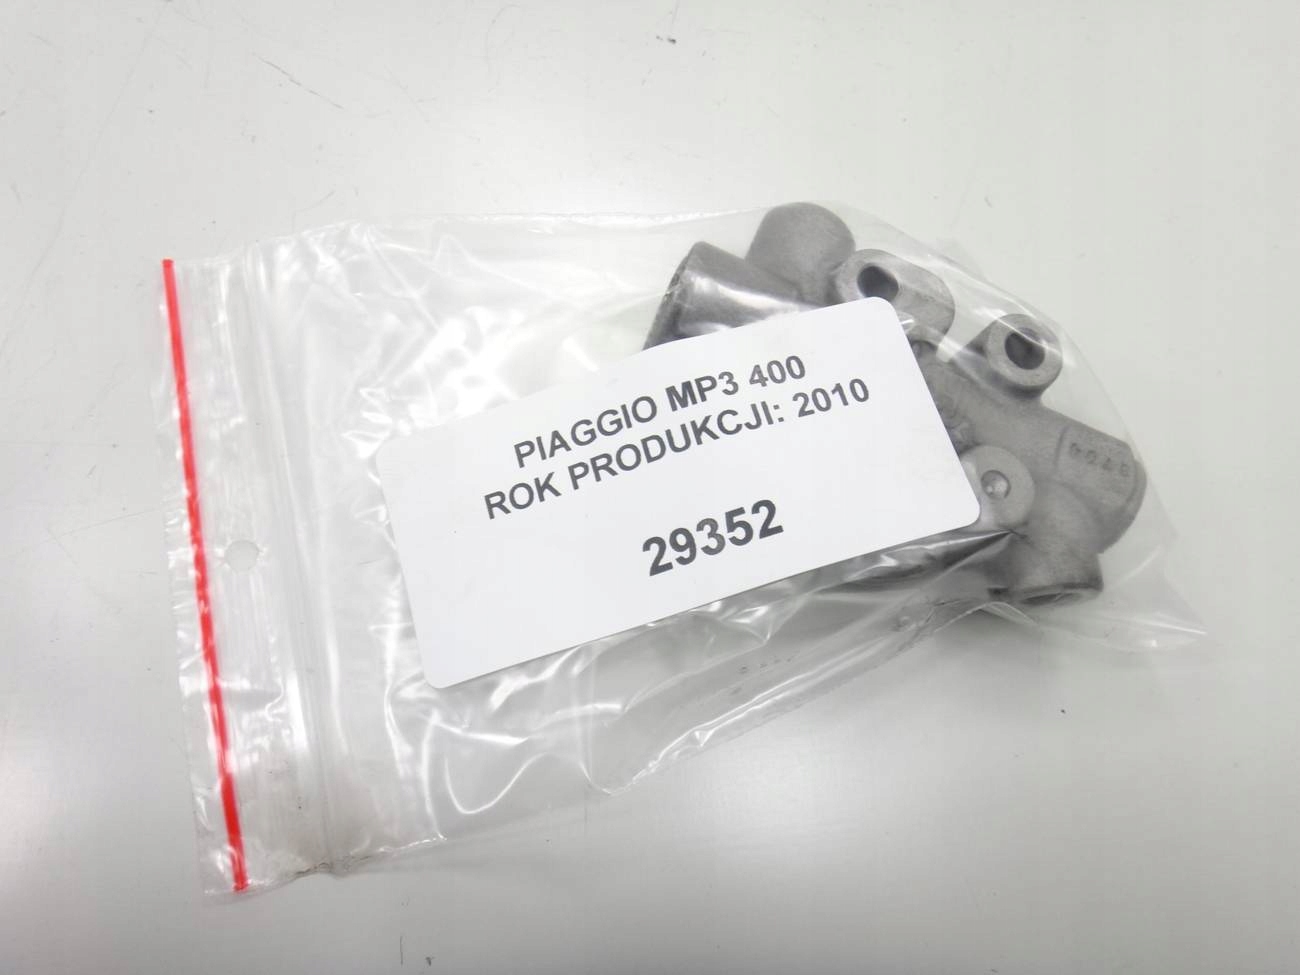 PIAGGIO MP3 400
ROK PRODUKCJI: 2010
29352